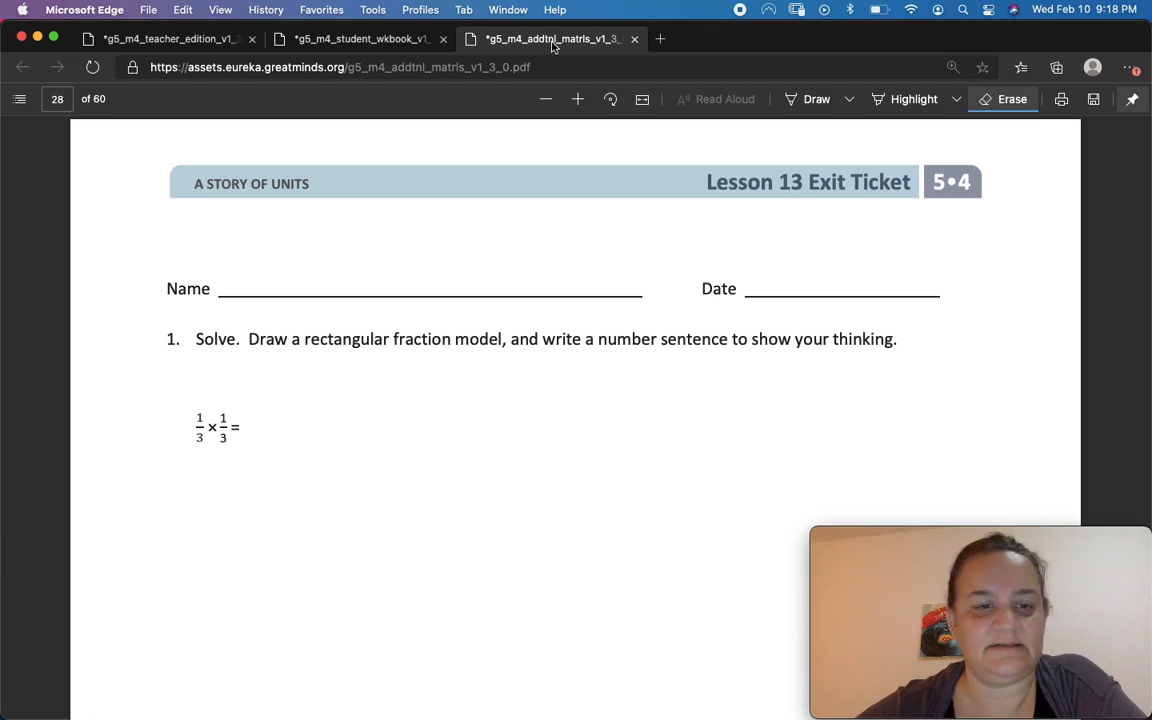 Microsoft Edge File Edit View History Favorites Tools Profiles Tab Window Help Wed Feb 10 9:18 PM
*g5_m4_teacher_edition_v1_3 *g5_m4_student_wkbook_v1_ *g5_m4_addtnl_matrls_v1_3_
https://assets.eureka.greatminds.org/g5_m4_addtnl_matrls_v1_3_0.pdf
28 of 60 Read Aloud Draw Highlight Erase
A STORY OF UNITS Lesson 13 Exit Ticket 5•4
Name Date
1. Solve. Draw a rectangular fraction model, and write a number sentence to show your thinking.
1/3 × 1/3 =